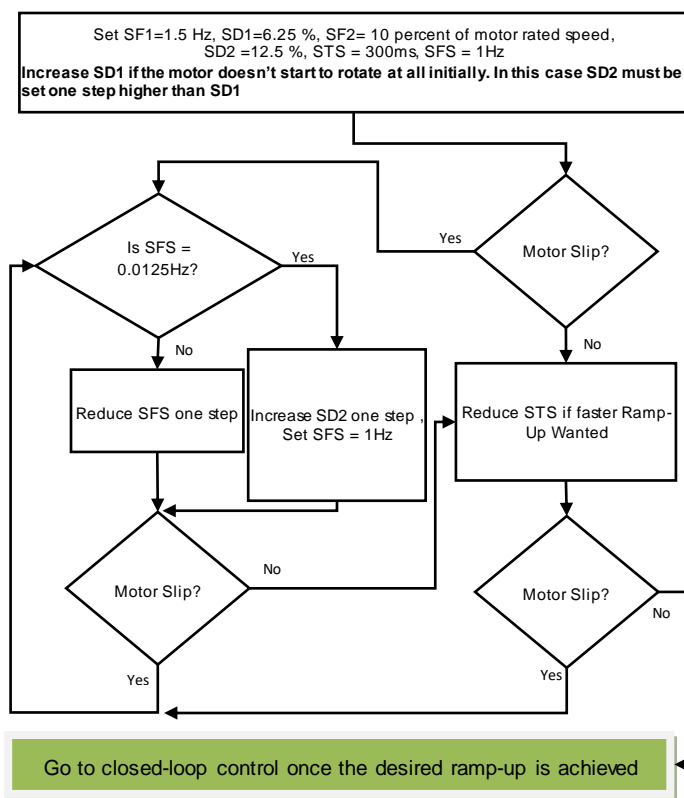 Set SF1=1.5 Hz, SD1=6.25 %, SF2= 10 percent of motor rated speed,
SD2 =12.5 %, STS = 300ms, SFS = 1Hz
Increase SD1 if the motor doesn't start to rotate at all initially. In this case SD2 must be
set one step higher than SD1
Motor Slip?
Yes
No
Is SFS =
0.0125Hz?
Yes
No
Reduce SFS one step
Increase SD2 one step ,
Set SFS = 1Hz
Reduce STS if faster Ramp-
Up Wanted
Motor Slip?
No
Yes
Motor Slip?
No
Yes
Go to closed-loop control once the desired ramp-up is achieved